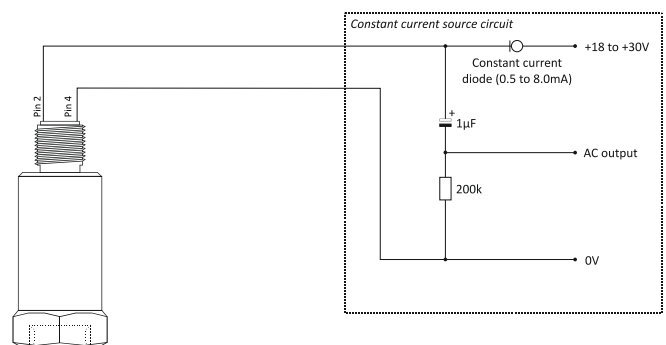 Constant current source circuit
+18 to +30V
Constant current
diode (0.5 to 8.0mA)
Pin 2
Pin 4
+
1µF
AC output
200k
0V